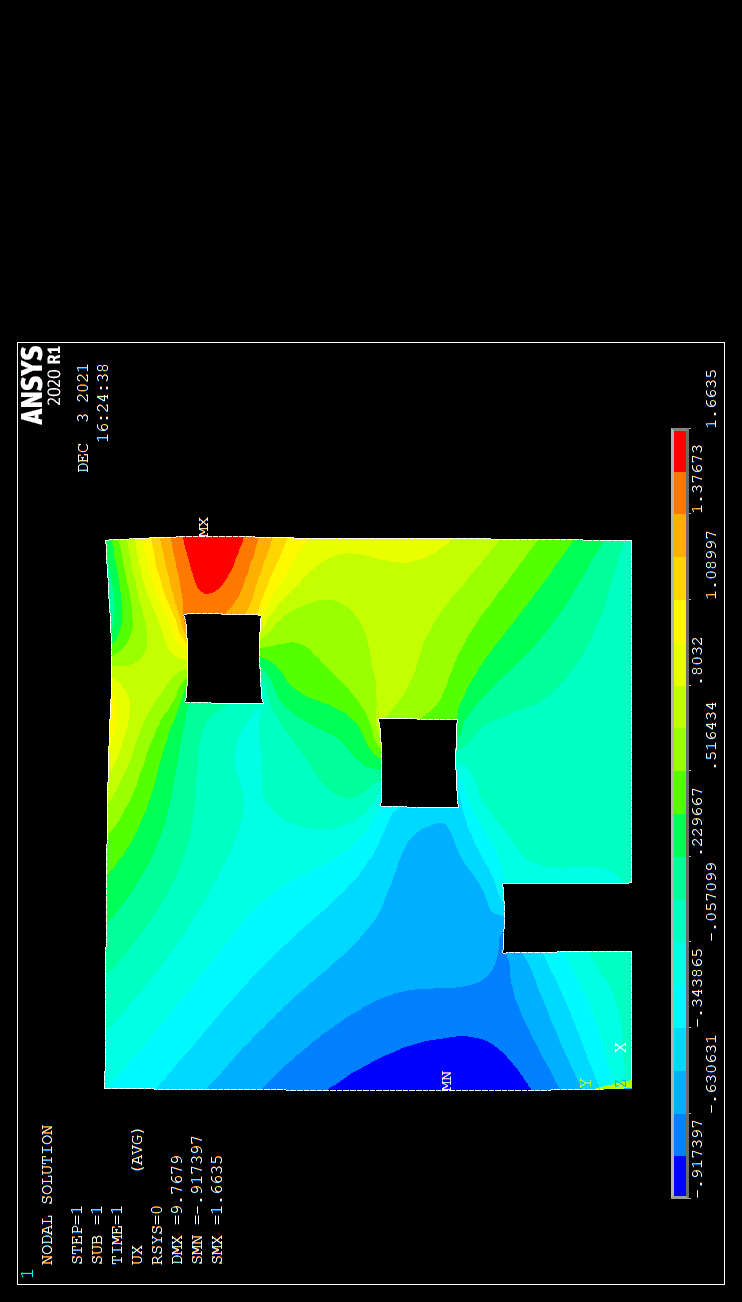 1
NODAL SOLUTION
STEP=1
SUB =1
TIME=1
UX (AVG)
RSYS=0
DMX =9.7679
SMN =-.917397
SMX =1.6635
ANSYS
2020 R1
DEC 3 2021
16:24:38
MX
MN
Y
Z X
-.917397
-.630631
-.343865
-.057099
.229667
.516434
.8032
1.08997
1.37673
1.6635